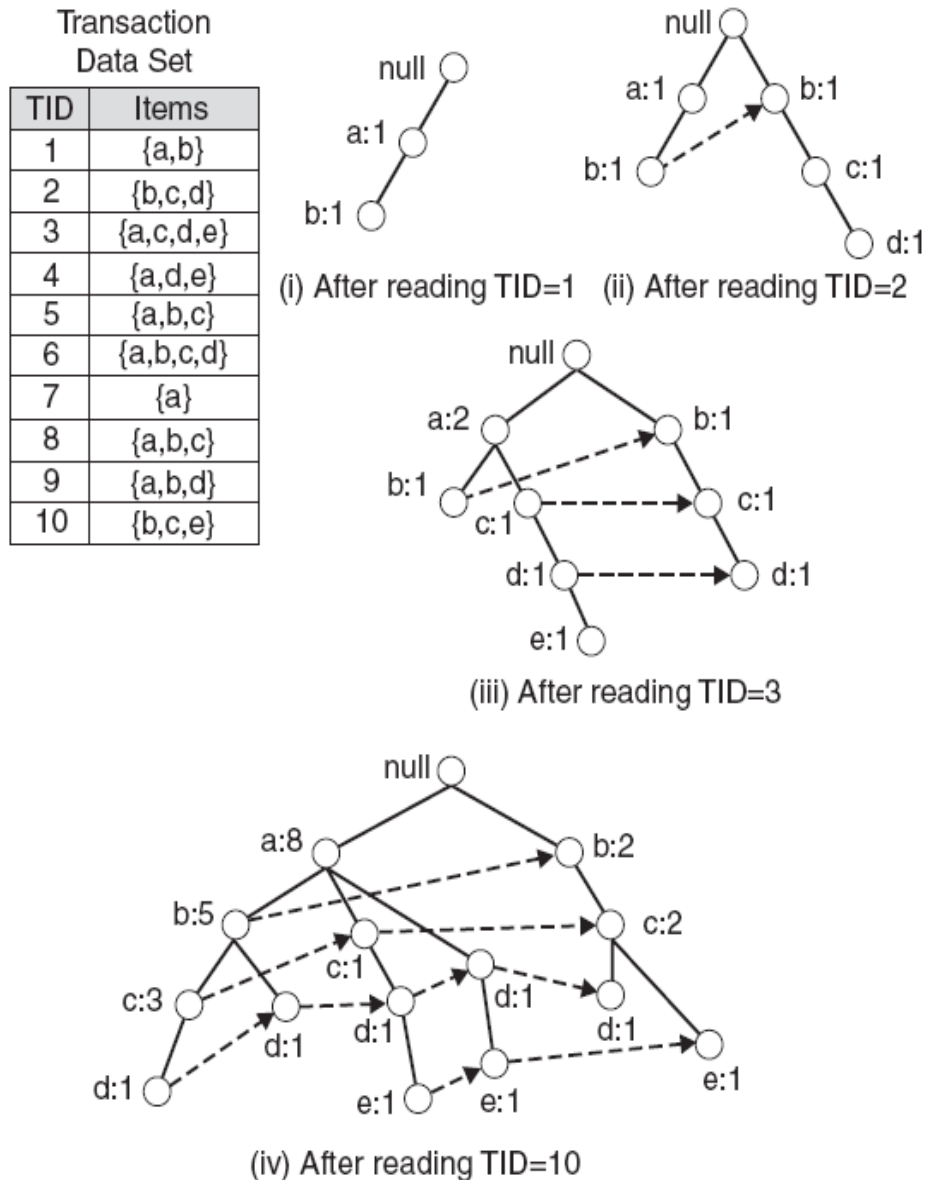 Transaction
Data Set
TID Items
1 {a,b}
2 {b,c,d}
3 {a,c,d,e}
4 {a,d,e}
5 {a,b,c}
6 {a,b,c,d}
7 {a}
8 {a,b,c}
9 {a,b,d}
10 {b,c,e}
null
a:1
b:1
(i) After reading TID=1
null
a:1 b:1
b:1 c:1
d:1
(ii) After reading TID=2
null
a:2 b:1
b:1 c:1 c:1
d:1 d:1
e:1
(iii) After reading TID=3
null
a:8 b:2
b:5 c:1 c:2
c:3 d:1 d:1 d:1 d:1
d:1 e:1 e:1 e:1
(iv) After reading TID=10